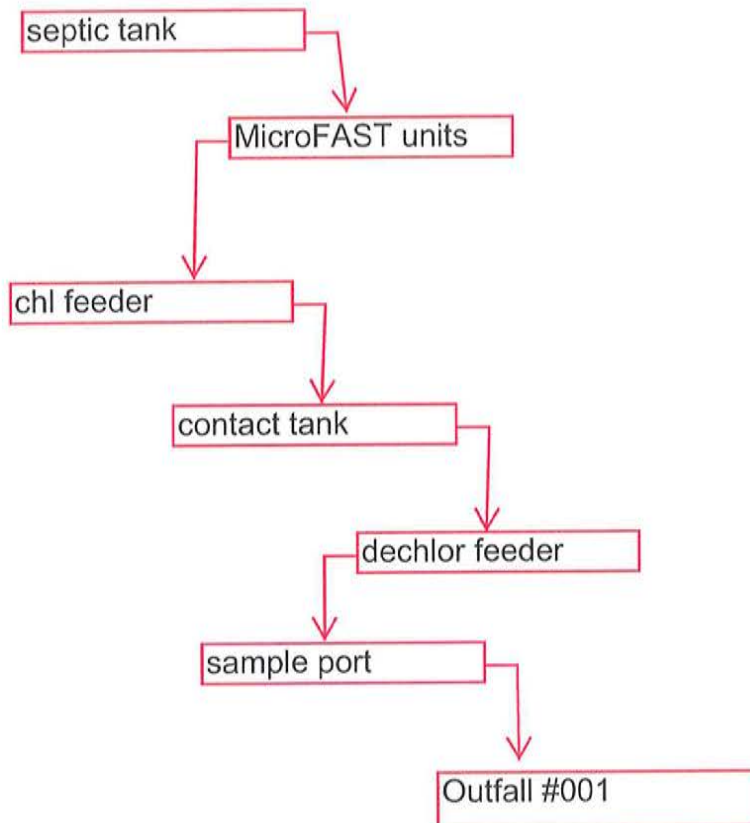 septic tank
MicroFAST units
chl feeder
contact tank
dechlor feeder
sample port
Outfall #001